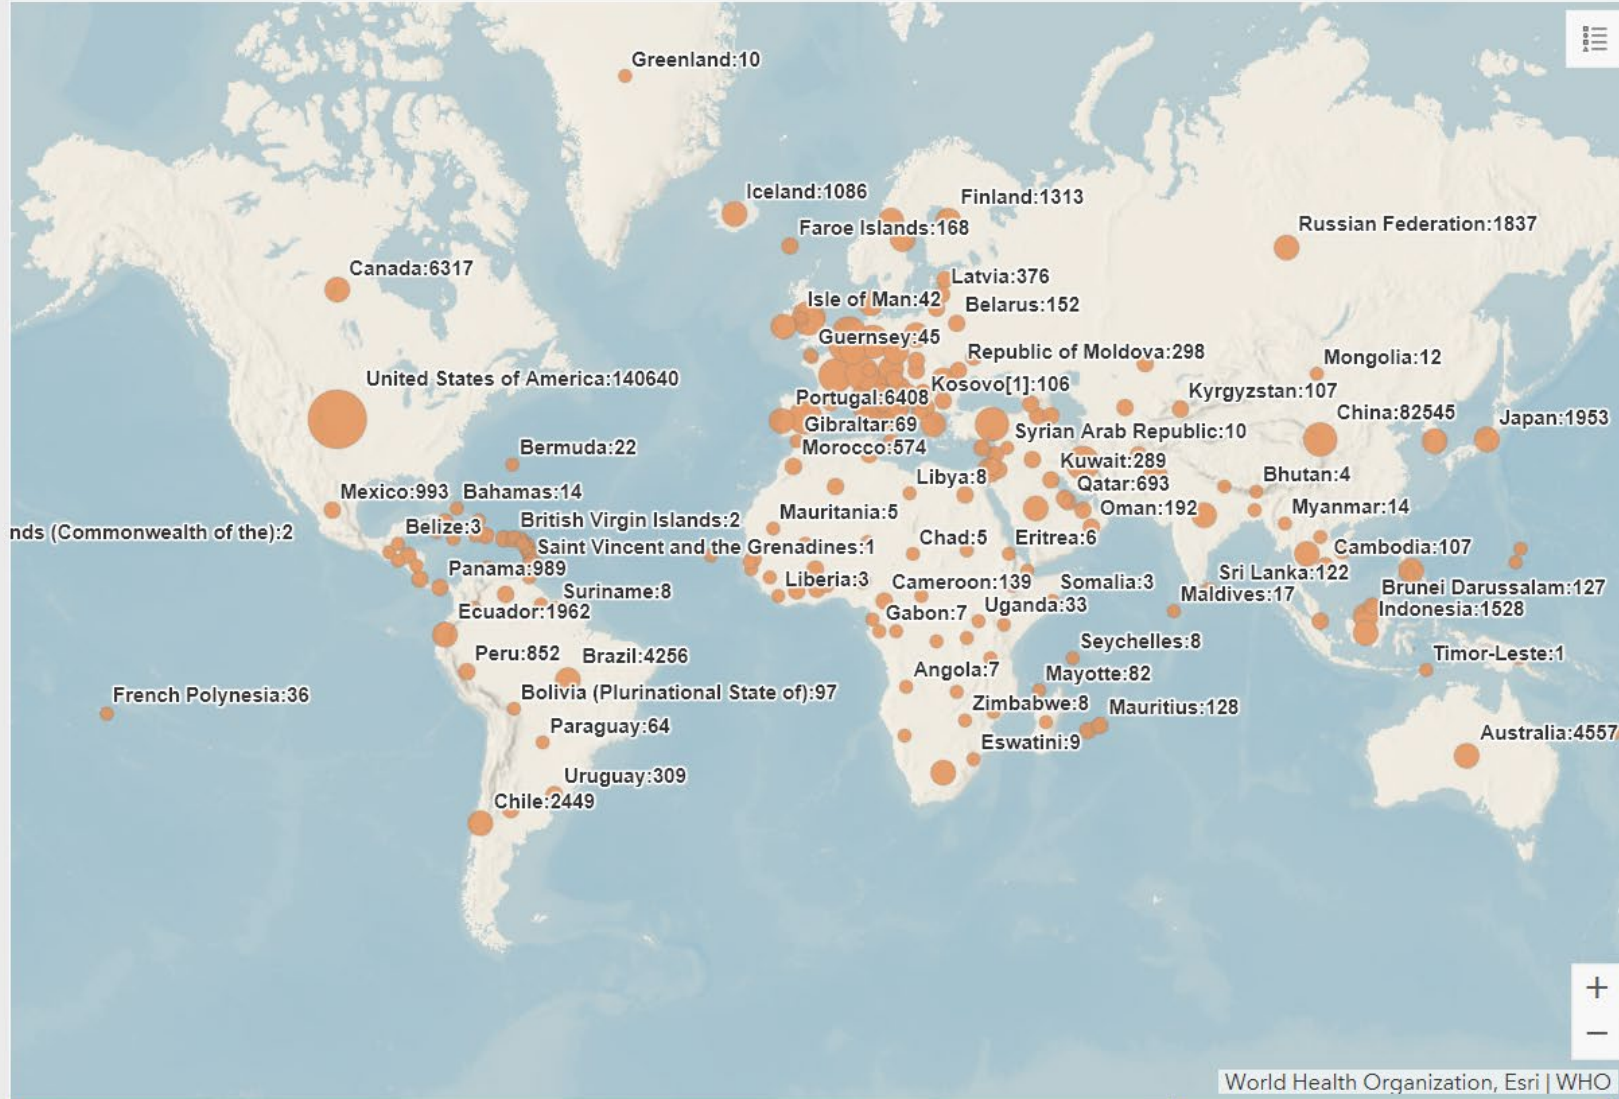 Greenland:10
Iceland:1086
Finland:1313
Faroe Islands:168
Russian Federation:1837
Canada:6317
Latvia:376
Isle of Man:42
Belarus:152
Guernsey:45
Republic of Moldova:298
Mongolia:12
United States of America:140640
Kosovo[1]:106
Kyrgyzstan:107
Portugal:6408
China:82545
Japan:1953
Gibraltar:69
Syrian Arab Republic:10
Bermuda:22
Morocco:574
Kuwait:289
Libya:8
Bhutan:4
Qatar:693
Mexico:993
Bahamas:14
Oman:192
Myanmar:14
Mauritania:5
British Virgin Islands:2
Belize:3
nds (Commonwealth of the):2
Chad:5
Eritrea:6
Saint Vincent and the Grenadines:1
Cambodia:107
Panama:989
Sri Lanka:122
Liberia:3
Cameroon:139
Somalia:3
Brunei Darussalam:127
Suriname:8
Maldives:17
Uganda:33
Indonesia:1528
Ecuador:1962
Gabon:7
Seychelles:8
Peru:852
Brazil:4256
Timor-Leste:1
Angola:7
Mayotte:82
Bolivia (Plurinational State of):97
French Polynesia:36
Zimbabwe:8
Mauritius:128
Paraguay:64
Australia:4557
Eswatini:9
Uruguay:309
Chile:2449
+
−
World Health Organization, Esri | WHO